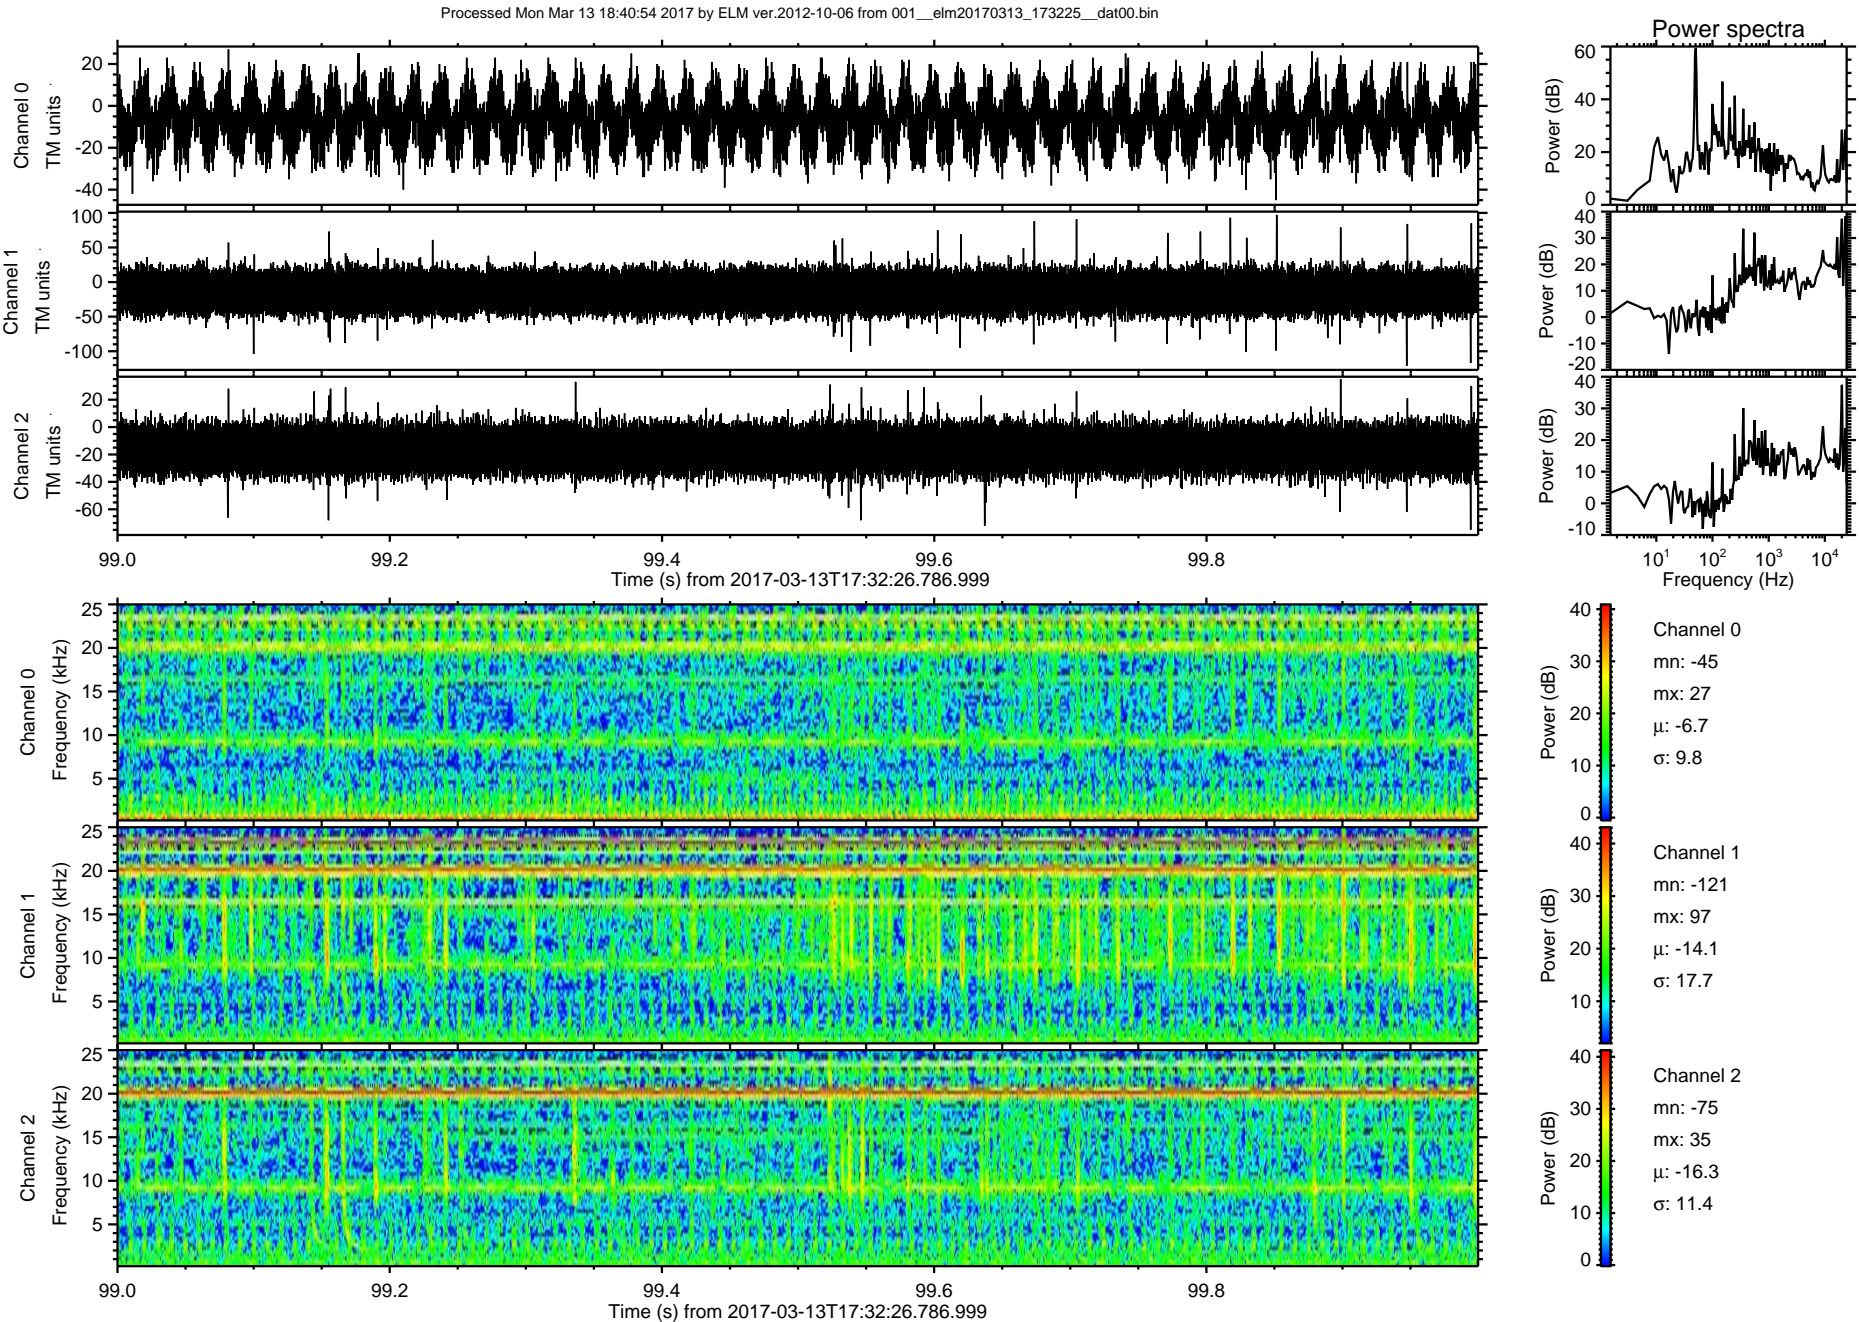 Processed Mon Mar 13 18:40:54 2017 by ELM ver.2012-10-06 from 001__elm20170313_173225__dat00.bin
Power spectra
Channel 0
TM units
20
0
-20
-40
Power (dB)
60
40
20
0
Channel 1
TM units
100
50
0
-50
-100
Power (dB)
40
30
20
10
0
-10
-20
Channel 2
TM units
20
0
-20
-40
-60
Power (dB)
40
30
20
10
0
-10
99.0 99.2 99.4 99.6 99.8
Time (s) from 2017-03-13T17:32:26.786.999
10^1 10^2 10^3 10^4
Frequency (Hz)
Channel 0
Frequency (kHz)
25
20
15
10
5
Power (dB)
40
30
20
10
0
Channel 0
mn: -45
mx: 27
μ: -6.7
σ: 9.8
Channel 1
Frequency (kHz)
25
20
15
10
5
Power (dB)
40
30
20
10
Channel 1
mn: -121
mx: 97
μ: -14.1
σ: 17.7
Channel 2
Frequency (kHz)
25
20
15
10
5
Power (dB)
40
30
20
10
0
Channel 2
mn: -75
mx: 35
μ: -16.3
σ: 11.4
99.0 99.2 99.4 99.6 99.8
Time (s) from 2017-03-13T17:32:26.786.999